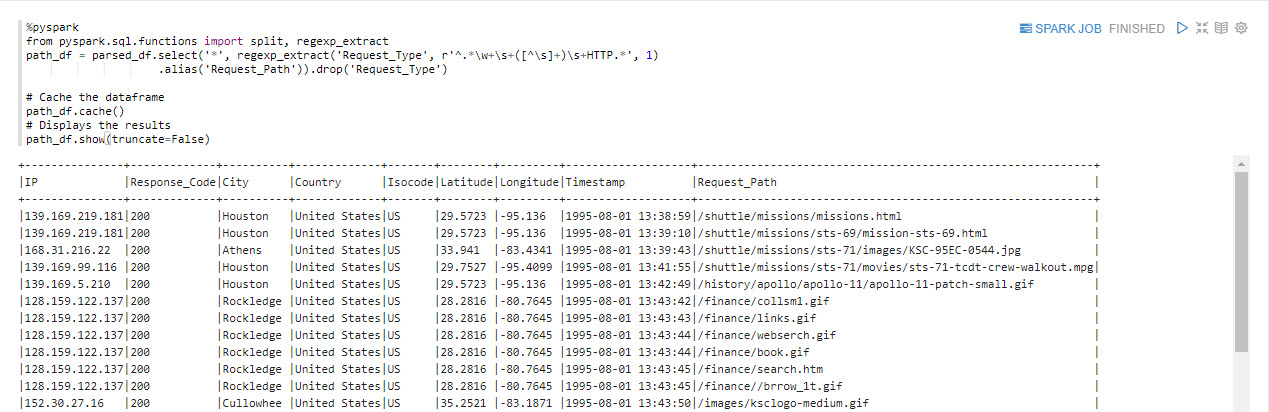 %pyspark
SPARK JOB FINISHED
from pyspark.sql.functions import split, regexp_extract
path_df = parsed_df.select('*', regexp_extract('Request_Type', r'^.*\w+\s+([^\s]+)\s+HTTP.*', 1)
.alias('Request_Path')).drop('Request_Type')
# Cache the dataframe
path_df.cache()
# Displays the results
path_df.show(truncate=False)
+---------------+-------------+----------+-------------+-------+--------+---------+-------------------+---------------------------------------------------------+
|IP |Response_Code|City |Country |Isocode|Latitude|Longitude|Timestamp |Request_Path |
+---------------+-------------+----------+-------------+-------+--------+---------+-------------------+---------------------------------------------------------+
|139.169.219.181|200 |Houston |United States|US |29.5723 |-95.136 |1995-08-01 13:38:59|/shuttle/missions/missions.html |
|139.169.219.181|200 |Houston |United States|US |29.5723 |-95.136 |1995-08-01 13:39:10|/shuttle/missions/sts-69/mission-sts-69.html |
|168.31.216.22 |200 |Athens |United States|US |33.941 |-83.4341 |1995-08-01 13:39:43|/shuttle/missions/sts-71/images/KSC-95EC-0544.jpg |
|139.169.99.116 |200 |Houston |United States|US |29.7527 |-95.4099 |1995-08-01 13:41:55|/shuttle/missions/sts-71/movies/sts-71-tcdt-crew-walkout.mpg|
|139.169.5.210 |200 |Houston |United States|US |29.5723 |-95.136 |1995-08-01 13:42:49|/history/apollo/apollo-11/apollo-11-patch-small.gif |
|128.159.122.137|200 |Rockledge |United States|US |28.2816 |-80.7645 |1995-08-01 13:43:42|/finance/collsm1.gif |
|128.159.122.137|200 |Rockledge |United States|US |28.2816 |-80.7645 |1995-08-01 13:43:43|/finance/links.gif |
|128.159.122.137|200 |Rockledge |United States|US |28.2816 |-80.7645 |1995-08-01 13:43:44|/finance/webserch.gif |
|128.159.122.137|200 |Rockledge |United States|US |28.2816 |-80.7645 |1995-08-01 13:43:44|/finance/book.gif |
|128.159.122.137|200 |Rockledge |United States|US |28.2816 |-80.7645 |1995-08-01 13:43:45|/finance/search.htm |
|128.159.122.137|200 |Rockledge |United States|US |28.2816 |-80.7645 |1995-08-01 13:43:45|/finance//brrow_1t.gif |
|152.30.27.16 |200 |Cullowhee |United States|US |35.2521 |-83.1871 |1995-08-01 13:43:50|/images/ksclogo-medium.gif |